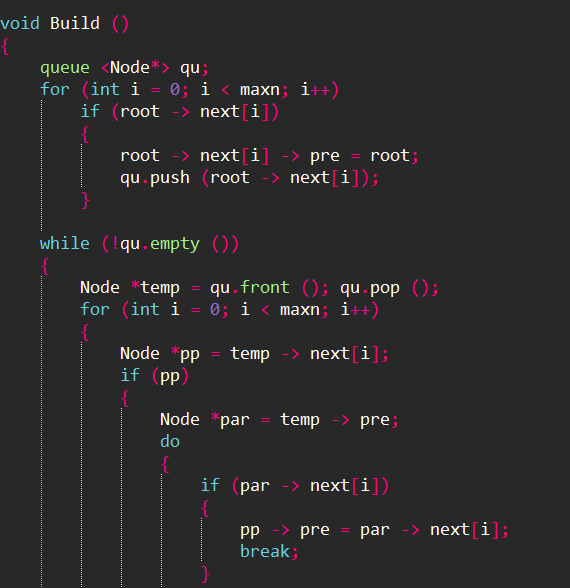 void Build ()
{
    queue <Node*> qu;
    for (int i = 0; i < maxn; i++)
        if (root -> next[i])
        {
            root -> next[i] -> pre = root;
            qu.push (root -> next[i]);
        }

    while (!qu.empty ())
    {
        Node *temp = qu.front (); qu.pop ();
        for (int i = 0; i < maxn; i++)
        {
            Node *pp = temp -> next[i];
            if (pp)
            {
                Node *par = temp -> pre;
                do
                {
                    if (par -> next[i])
                    {
                        pp -> pre = par -> next[i];
                        break;
                    }